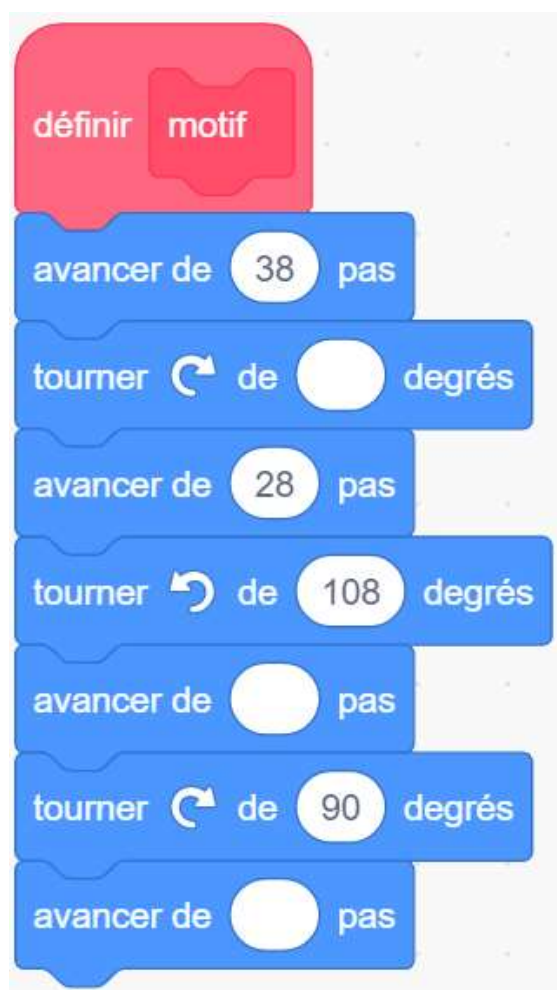 définir motif
avancer de 38 pas
tourner de degrés
avancer de 28 pas
tourner de 108 degrés
avancer de pas
tourner de 90 degrés
avancer de pas